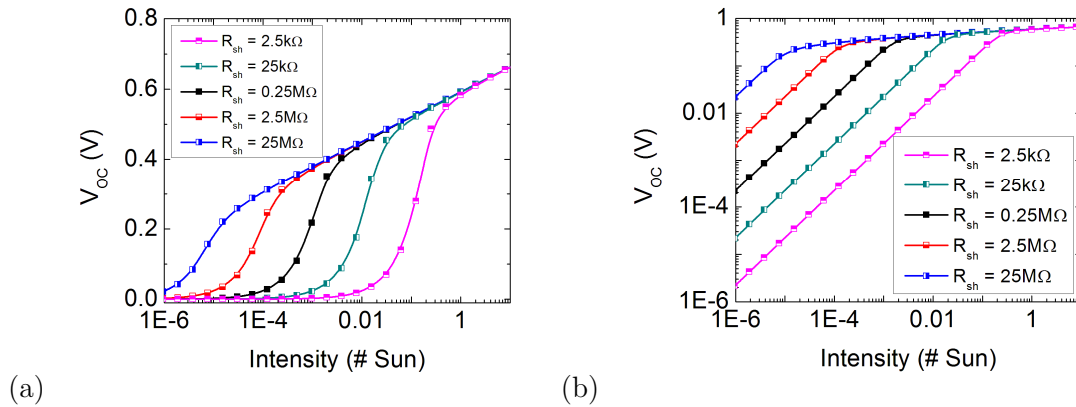 0.8
0.6
0.4
0.2
0.0
V_OC (V)
R_sh = 2.5kΩ
R_sh = 25kΩ
R_sh = 0.25MΩ
R_sh = 2.5MΩ
R_sh = 25MΩ
1E-6 1E-4 0.01 1
Intensity (# Sun)
(a)
1
0.01
1E-4
1E-6
V_OC (V)
R_sh = 2.5kΩ
R_sh = 25kΩ
R_sh = 0.25MΩ
R_sh = 2.5MΩ
R_sh = 25MΩ
1E-6 1E-4 0.01 1
Intensity (# Sun)
(b)